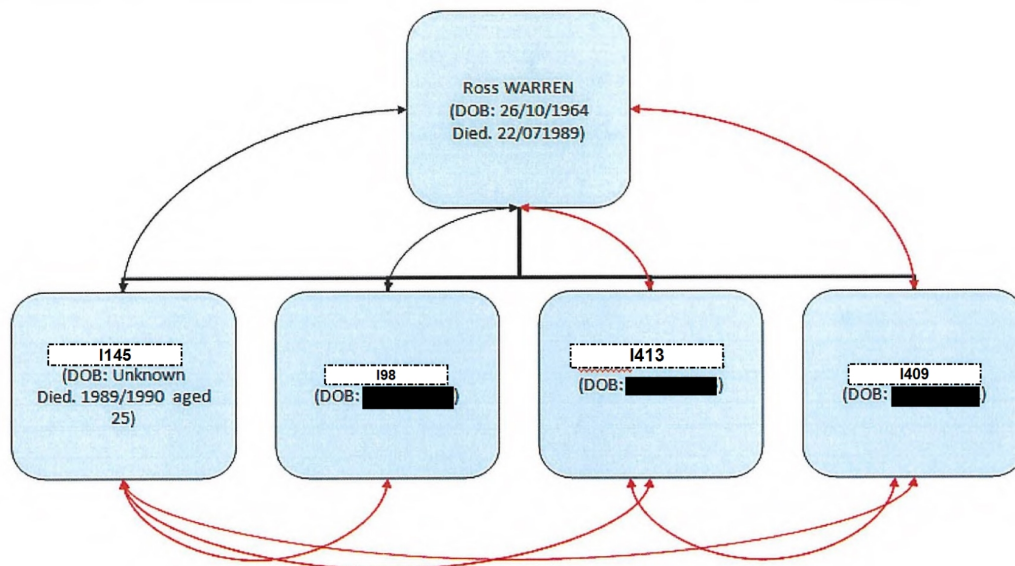 Ross WARREN
(DOB: 26/10/1964
Died. 22/071989)
I145
(DOB: Unknown
Died. 1989/1990 aged
25)
I98
(DOB: )
I413
(DOB: )
I409
(DOB: )